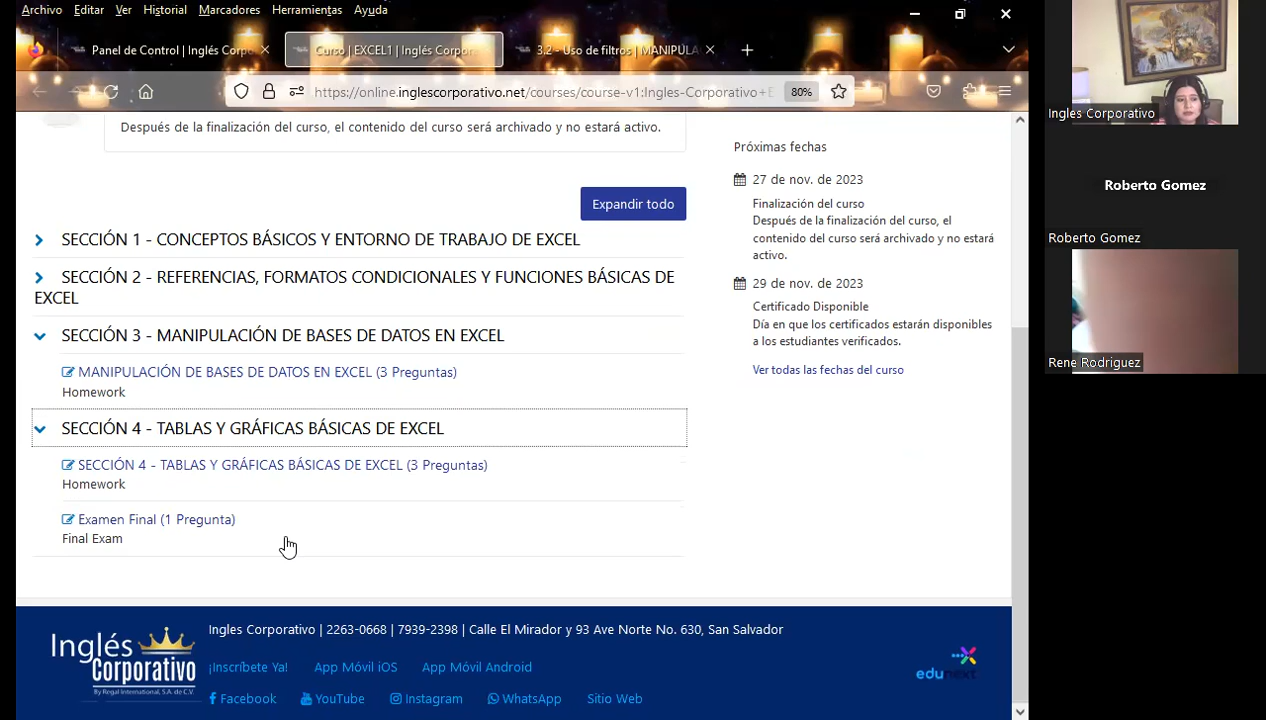 Archivo Editar Ver Historial Marcadores Herramientas Ayuda
Panel de Control | Inglés Corpo
Curso | EXCEL1 | Inglés Corpor
3.2 - Uso de filtros | MANIPULA
https://online.inglescorporativo.net/courses/course-v1:Ingles-Corporativo+E
80%
Después de la finalización del curso, el contenido del curso será archivado y no estará activo.
Expandir todo
SECCIÓN 1 - CONCEPTOS BÁSICOS Y ENTORNO DE TRABAJO DE EXCEL
SECCIÓN 2 - REFERENCIAS, FORMATOS CONDICIONALES Y FUNCIONES BÁSICAS DE
EXCEL
SECCIÓN 3 - MANIPULACIÓN DE BASES DE DATOS EN EXCEL
MANIPULACIÓN DE BASES DE DATOS EN EXCEL (3 Preguntas)
Homework
SECCIÓN 4 - TABLAS Y GRÁFICAS BÁSICAS DE EXCEL
SECCIÓN 4 - TABLAS Y GRÁFICAS BÁSICAS DE EXCEL (3 Preguntas)
Homework
Examen Final (1 Pregunta)
Final Exam
Próximas fechas
27 de nov. de 2023
Finalización del curso
Después de la finalización del curso, el
contenido del curso será archivado y no estará
activo.
29 de nov. de 2023
Certificado Disponible
Día en que los certificados estarán disponibles
a los estudiantes verificados.
Ver todas las fechas del curso
Inglés
Corporativo
By Regal International, S.A. de C.V.
Ingles Corporativo | 2263-0668 | 7939-2398 | Calle El Mirador y 93 Ave Norte No. 630, San Salvador
¡Inscríbete Ya! App Móvil iOS App Móvil Android
Facebook YouTube Instagram WhatsApp Sitio Web
edunext
Ingles Corporativo
Roberto Gomez
Roberto Gomez
Rene Rodriguez